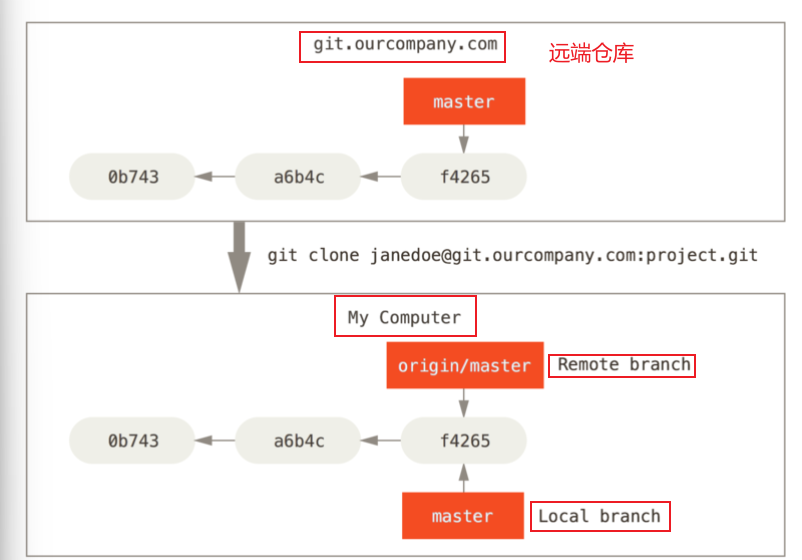 git.ourcompany.com
远端仓库
master
0b743 a6b4c f4265
git clone janedoe@git.ourcompany.com:project.git
My Computer
origin/master Remote branch
0b743 a6b4c f4265
master Local branch